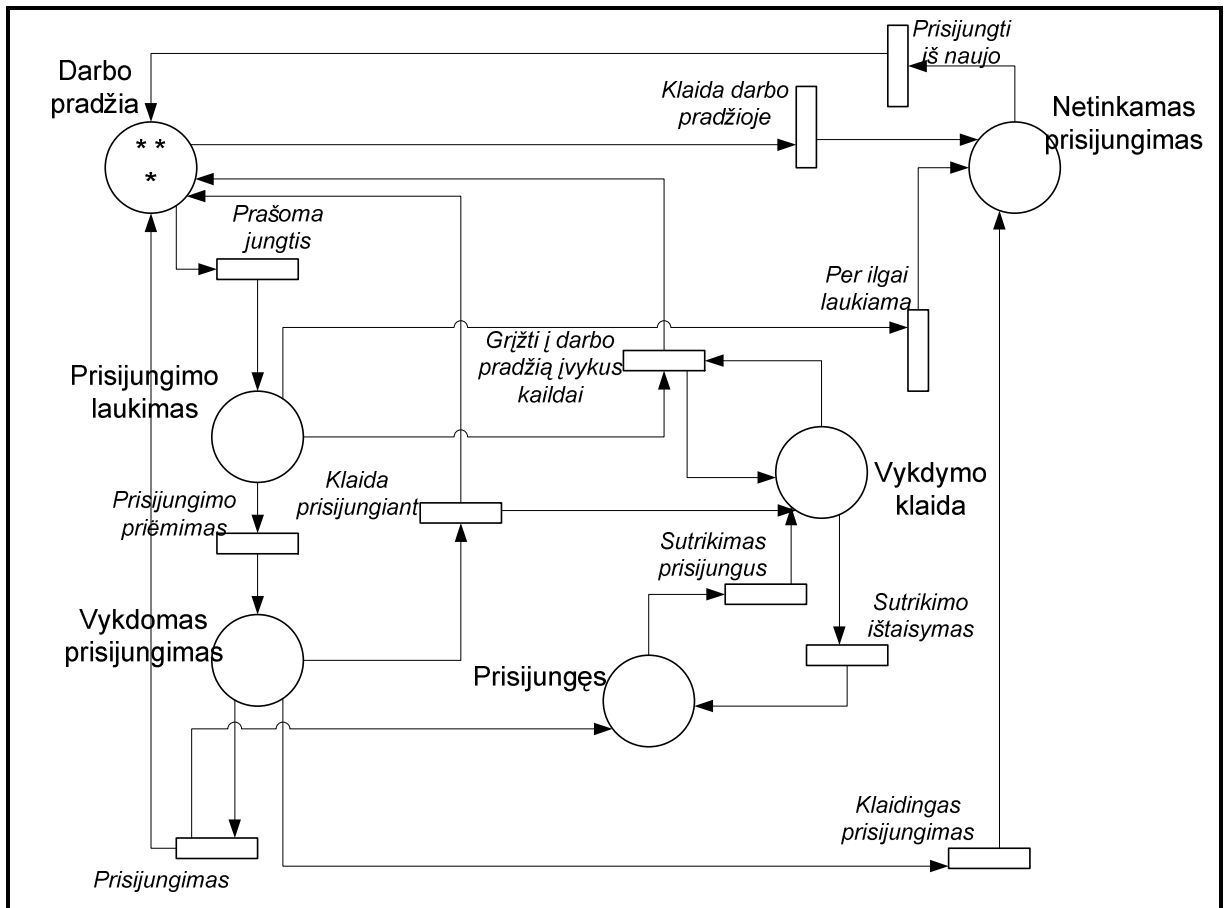 Prisijungti
iš naujo
Darbo
pradžia
Klaida darbo
pradžioje
Netinkamas
prisijungimas
* *
*
Prašoma
jungtis
Per ilgai
laukiama
Grįžti į darbo
pradžią įvykus
kaildai
Prisijungimo
laukimas
Klaida
prisijungiant
Vykdymo
klaida
Prisijungimo
priėmimas
Sutrikimas
prisijungus
Sutrikimo
ištaisymas
Vykdomas
prisijungimas
Prisijungęs
Klaidingas
prisijungimas
Prisijungimas